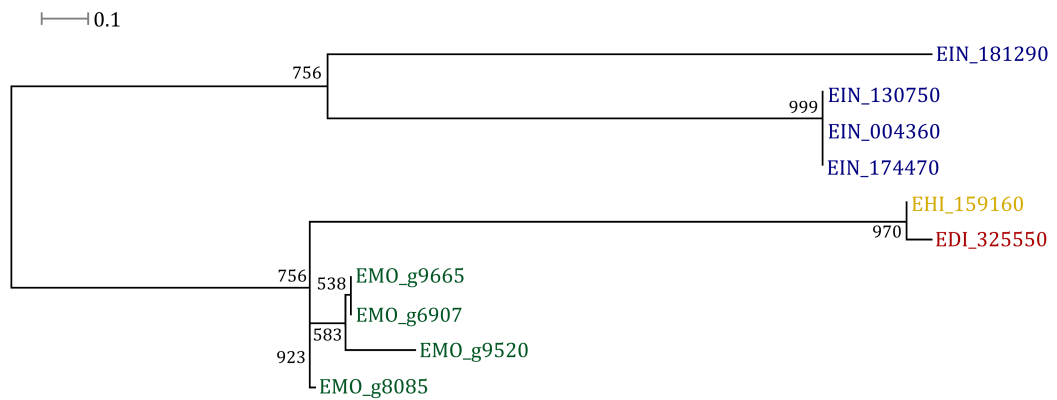 0.1
EIN_181290
756
EIN_130750
999
EIN_004360
EIN_174470
EHI_159160
970
EDI_325550
756
EMO_g9665
538
EMO_g6907
583
EMO_g9520
923
EMO_g8085